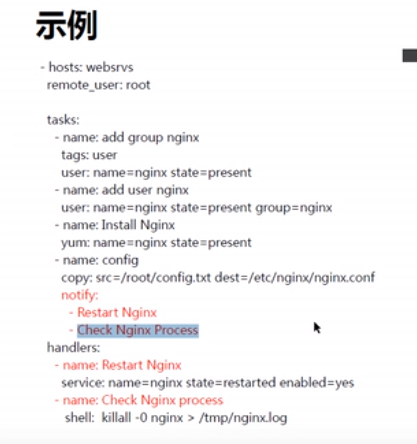 示例
- hosts: websrvs
remote_user: root
tasks:
- name: add group nginx
tags: user
user: name=nginx state=present
- name: add user nginx
user: name=nginx state=present group=nginx
- name: Install Nginx
yum: name=nginx state=present
- name: config
copy: src=/root/config.txt dest=/etc/nginx/nginx.conf
notify:
- Restart Nginx
- Check Nginx Process
handlers:
- name: Restart Nginx
service: name=nginx state=restarted enabled=yes
- name: Check Nginx process
shell: killall -0 nginx > /tmp/nginx.log